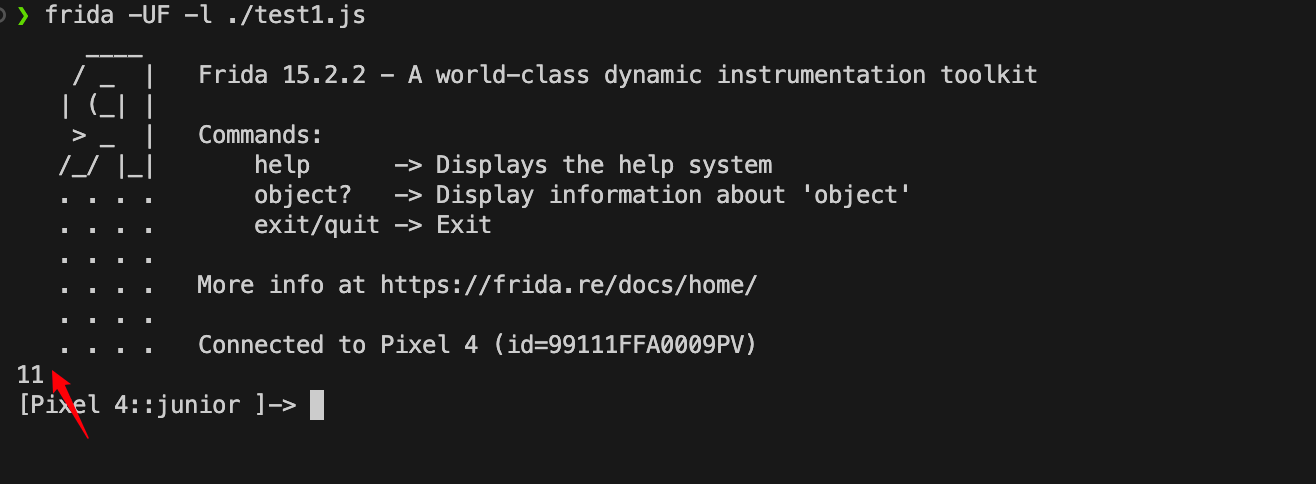 ❯ frida -UF -l ./test1.js
     ____
    / _  |   Frida 15.2.2 - A world-class dynamic instrumentation toolkit
   | (_| |
    > _  |   Commands:
   /_/ |_|       help      -> Displays the help system
   . . . .       object?   -> Display information about 'object'
   . . . .       exit/quit -> Exit
   . . . .
   . . . .   More info at https://frida.re/docs/home/
   . . . .
   . . . .   Connected to Pixel 4 (id=99111FFA0009PV)
11
[Pixel 4::junior ]->